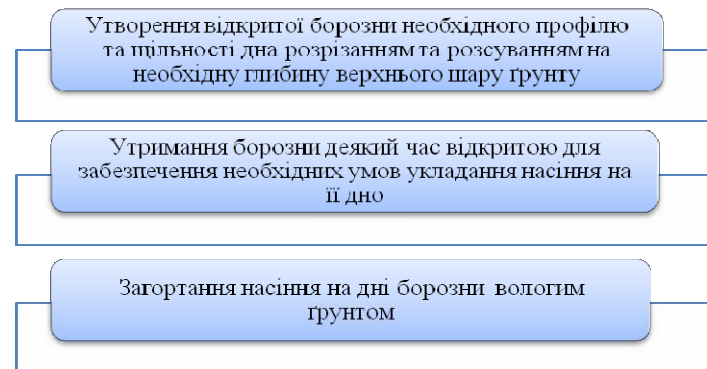 Утворення відкритої борозни необхідного профілю
та щільності дна розрізанням та розсуванням на
необхідну глибину верхнього шару ґрунту
Утримання борозни деякий час відкритою для
забезпечення необхідних умов укладання насіння на
її дно
Загортання насіння на дні борозни вологим
ґрунтом